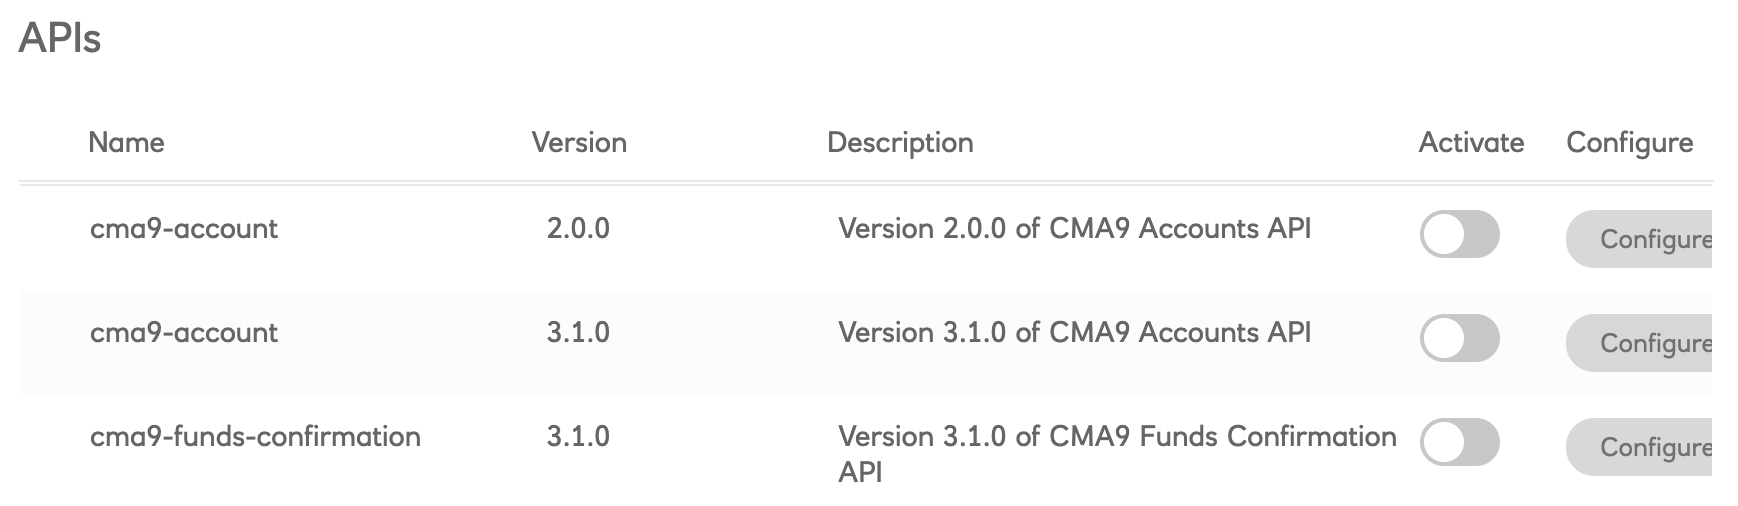 APIs
Name Version Description Activate Configure
cma9-account 2.0.0 Version 2.0.0 of CMA9 Accounts API Configure
cma9-account 3.1.0 Version 3.1.0 of CMA9 Accounts API Configure
cma9-funds-confirmation 3.1.0 Version 3.1.0 of CMA9 Funds Confirmation Configure
API